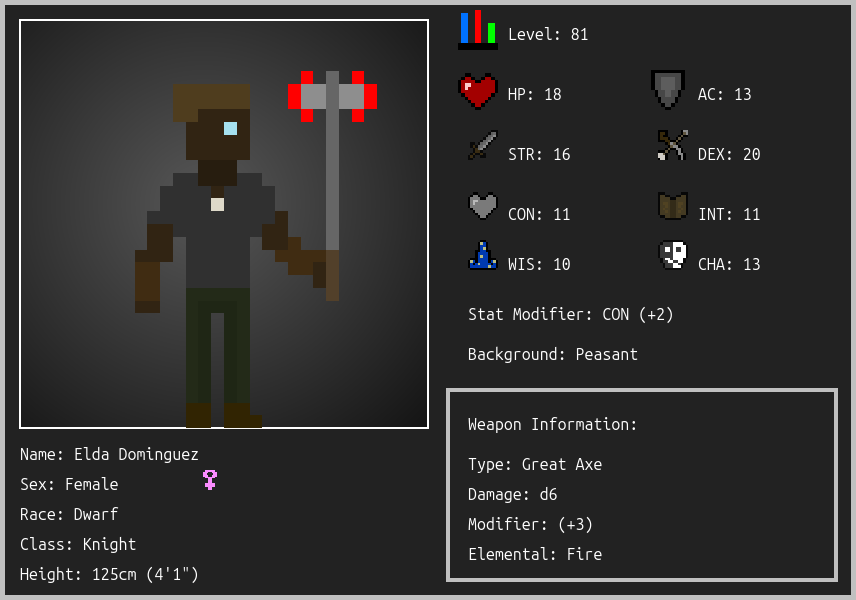 Level: 81
HP: 18
AC: 13
STR: 16
DEX: 20
CON: 11
INT: 11
WIS: 10
CHA: 13
Stat Modifier: CON (+2)
Background: Peasant
Weapon Information:
Type: Great Axe
Damage: d6
Modifier: (+3)
Elemental: Fire
Name: Elda Dominguez
Sex: Female
Race: Dwarf
Class: Knight
Height: 125cm (4'1")